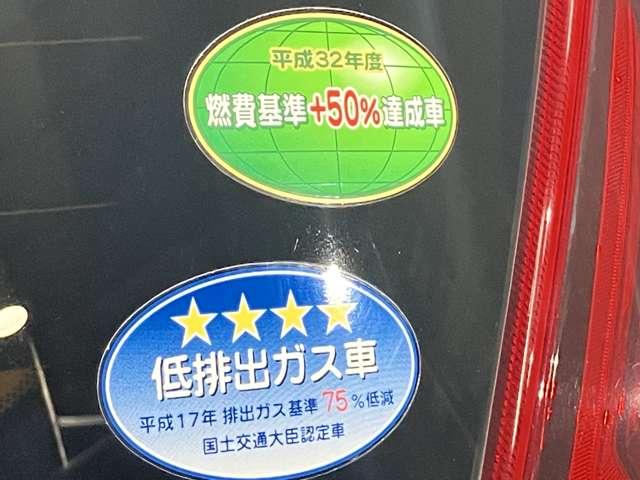 平成32年度
燃費基準+50%達成車
低排出ガス車
平成17年 排出ガス基準 75%低減
国土交通大臣認定車